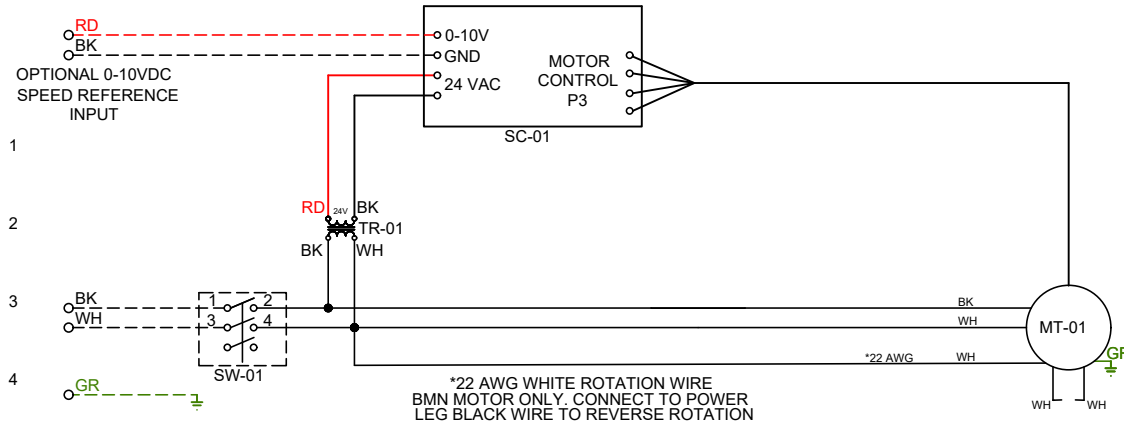 RD
BK
OPTIONAL 0-10VDC
SPEED REFERENCE
INPUT
0-10V
GND
24 VAC
MOTOR
CONTROL
P3
SC-01
1
2
RD
24V
BK
TR-01
BK
WH
3
BK
WH
1
2
3
4
SW-01
BK
WH
MT-01
*22 AWG
WH
GR
4
GR
*22 AWG WHITE ROTATION WIRE
BMN MOTOR ONLY. CONNECT TO POWER
LEG BLACK WIRE TO REVERSE ROTATION
WH
WH